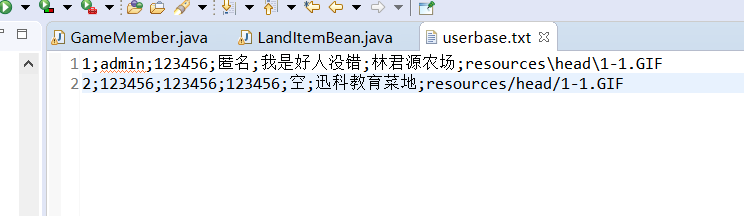 GameMember.java LandItemBean.java userbase.txt
1 1;admin;123456;匿名;我是好人没错;林君源农场;resources\head\1-1.GIF
2 2;123456;123456;123456;空;迅科教育菜地;resources/head/1-1.GIF